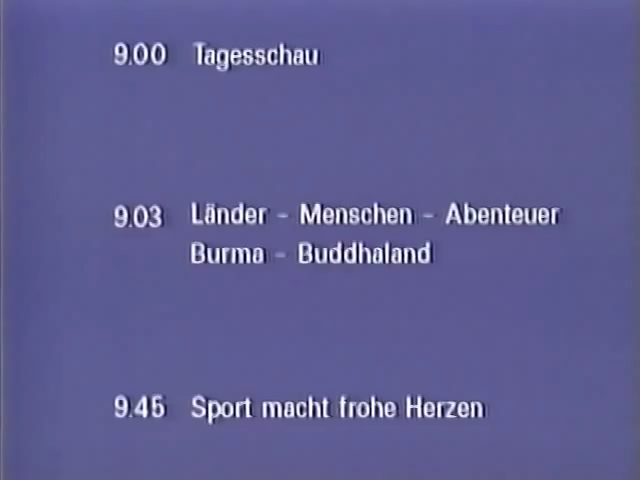 9.00 Tagesschau
9.03 Länder - Menschen - Abenteuer
Burma - Buddhaland
9.45 Sport macht frohe Herzen